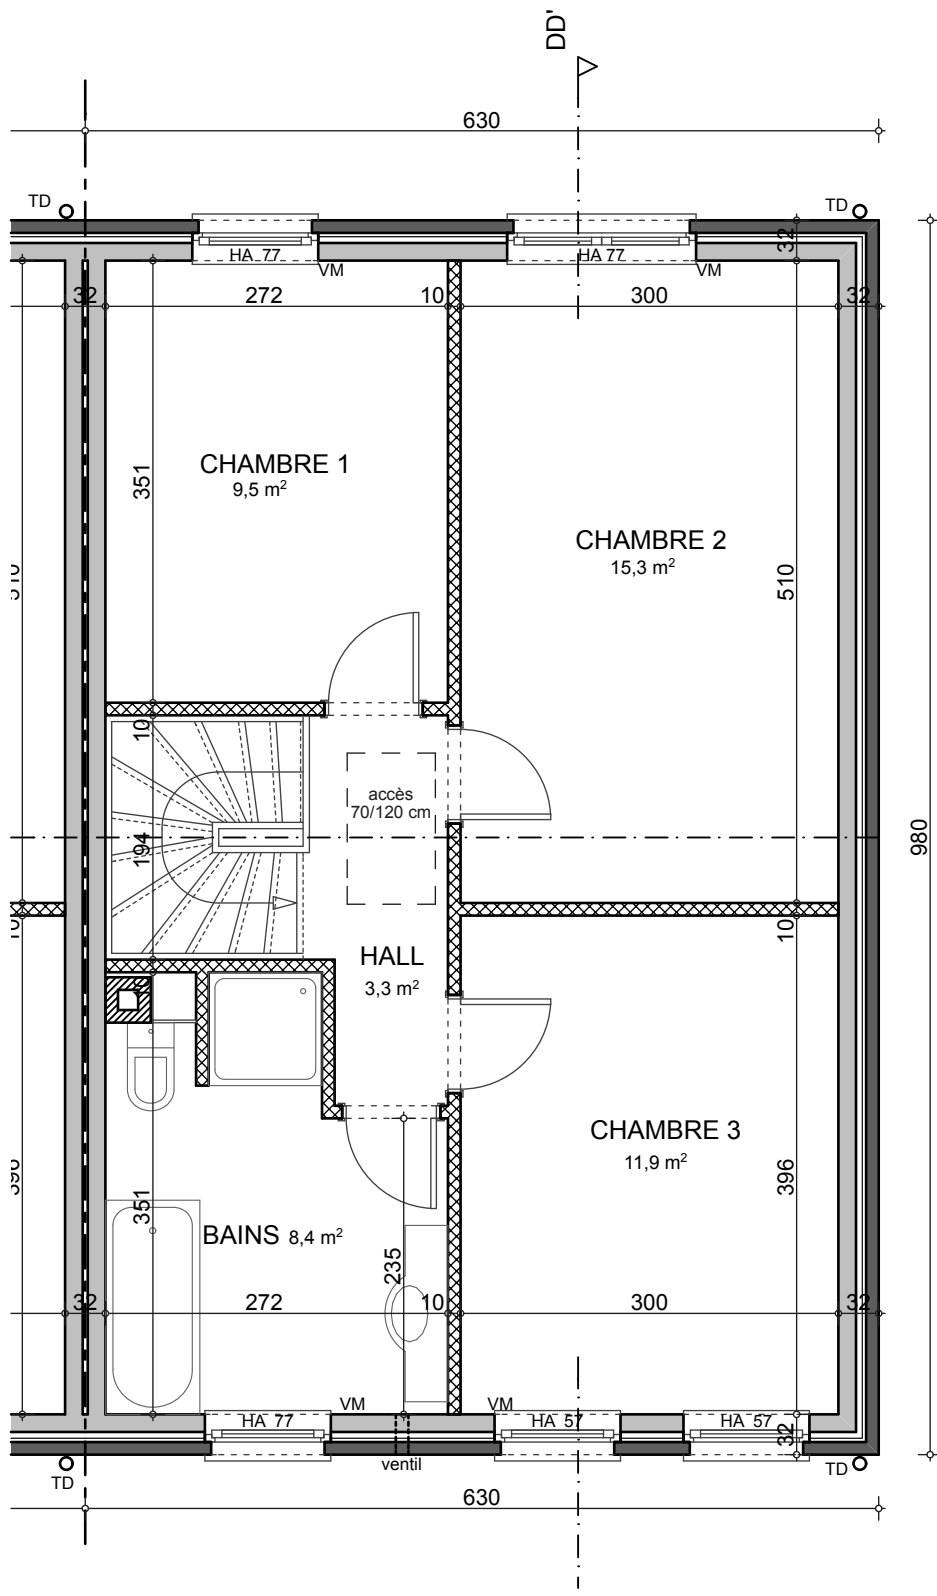 DD'
630
TD
TD
HA 77
VM
HA 77
VM
32
32
272
10
300
32
CHAMBRE 1
9,5 m²
351
CHAMBRE 2
15,3 m²
510
510
10
accès
70/120 cm
194
980
10
10
HALL
3,3 m²
CHAMBRE 3
11,9 m²
396
396
351
BAINS 8,4 m²
235
32
272
10
300
32
VM
VM
HA 77
HA 57
HA 57
32
ventil
TD
TD
630